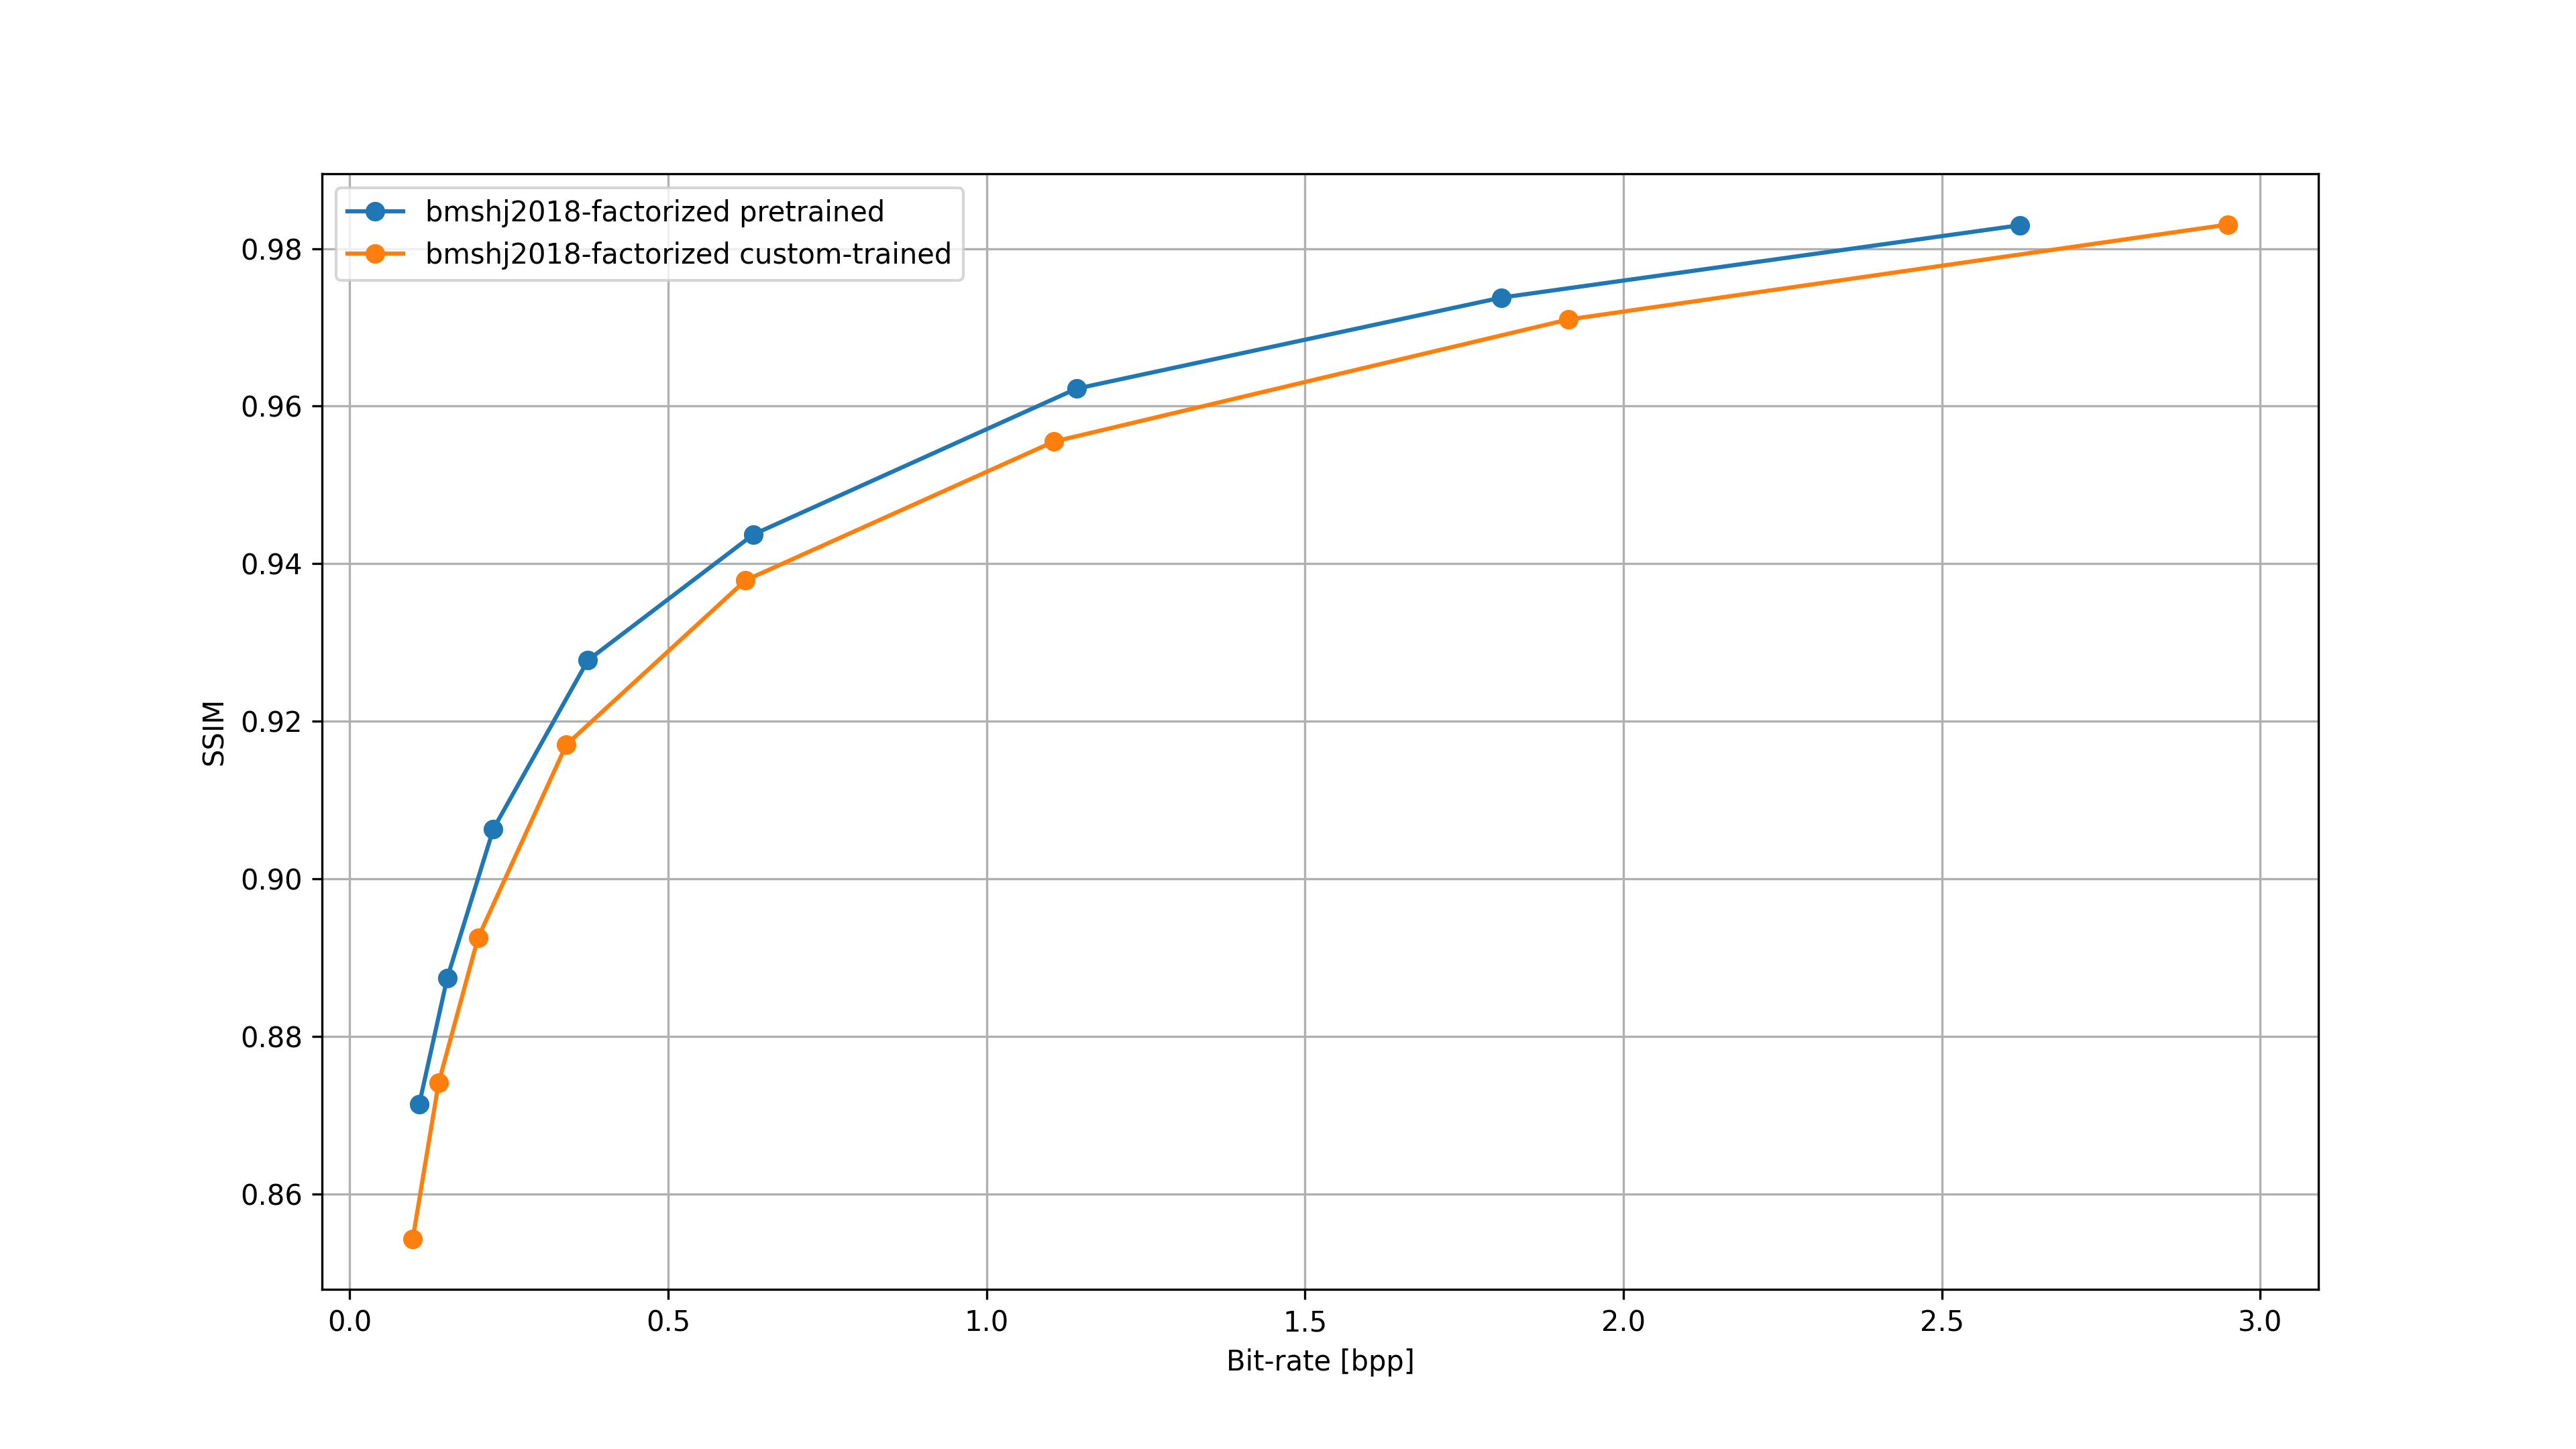 bmshj2018-factorized pretrained
bmshj2018-factorized custom-trained
0.98
0.96
0.94
0.92
0.90
0.88
0.86
SSIM
0.0 0.5 1.0 1.5 2.0 2.5 3.0
Bit-rate [bpp]